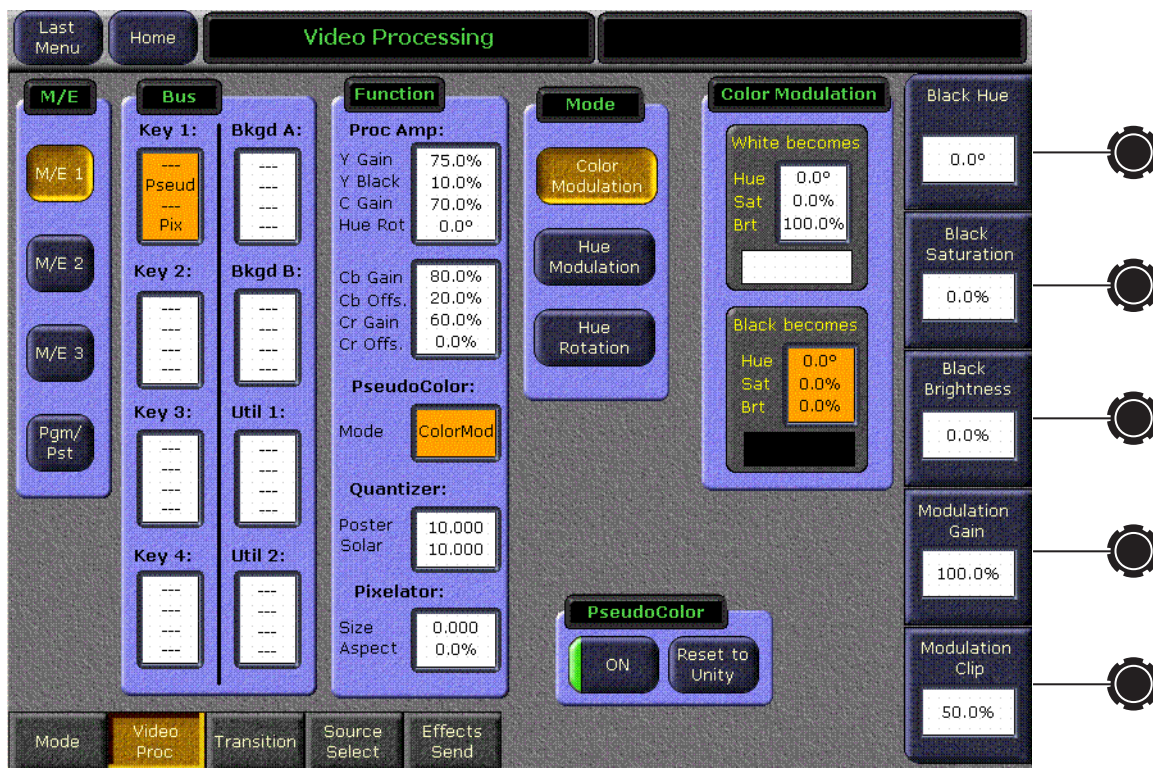 Last
Menu
Home
Video Processing
M/E
M/E 1
M/E 2
M/E 3
Pgm/
Pst
Bus
Key 1:
---
Pseud
---
Pix
Key 2:
---
---
---
---
Key 3:
---
---
---
---
Key 4:
---
---
---
---
Bkgd A:
---
---
---
---
Bkgd B:
---
---
---
---
Util 1:
---
---
---
---
Util 2:
---
---
---
---
Function
Proc Amp:
Y Gain 75.0%
Y Black 10.0%
C Gain 70.0%
Hue Rot 0.0°
Cb Gain 80.0%
Cb Offs. 20.0%
Cr Gain 60.0%
Cr Offs. 0.0%
PseudoColor:
Mode ColorMod
Quantizer:
Poster 10.000
Solar 10.000
Pixelator:
Size 0.000
Aspect 0.0%
Mode
Color
Modulation
Hue
Modulation
Hue
Rotation
Color Modulation
White becomes
Hue 0.0°
Sat 0.0%
Brt 100.0%
Black becomes
Hue 0.0°
Sat 0.0%
Brt 0.0%
PseudoColor
ON
Reset to
Unity
Black Hue
0.0°
Black
Saturation
0.0%
Black
Brightness
0.0%
Modulation
Gain
100.0%
Modulation
Clip
50.0%
Mode
Video
Proc
Transition
Source
Select
Effects
Send